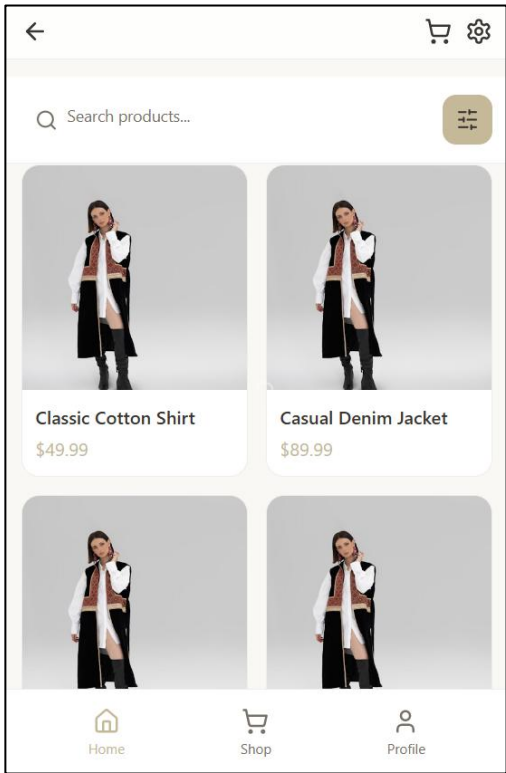 Search products...
Classic Cotton Shirt
Casual Denim Jacket
$49.99
$89.99
Home
Shop
Profile